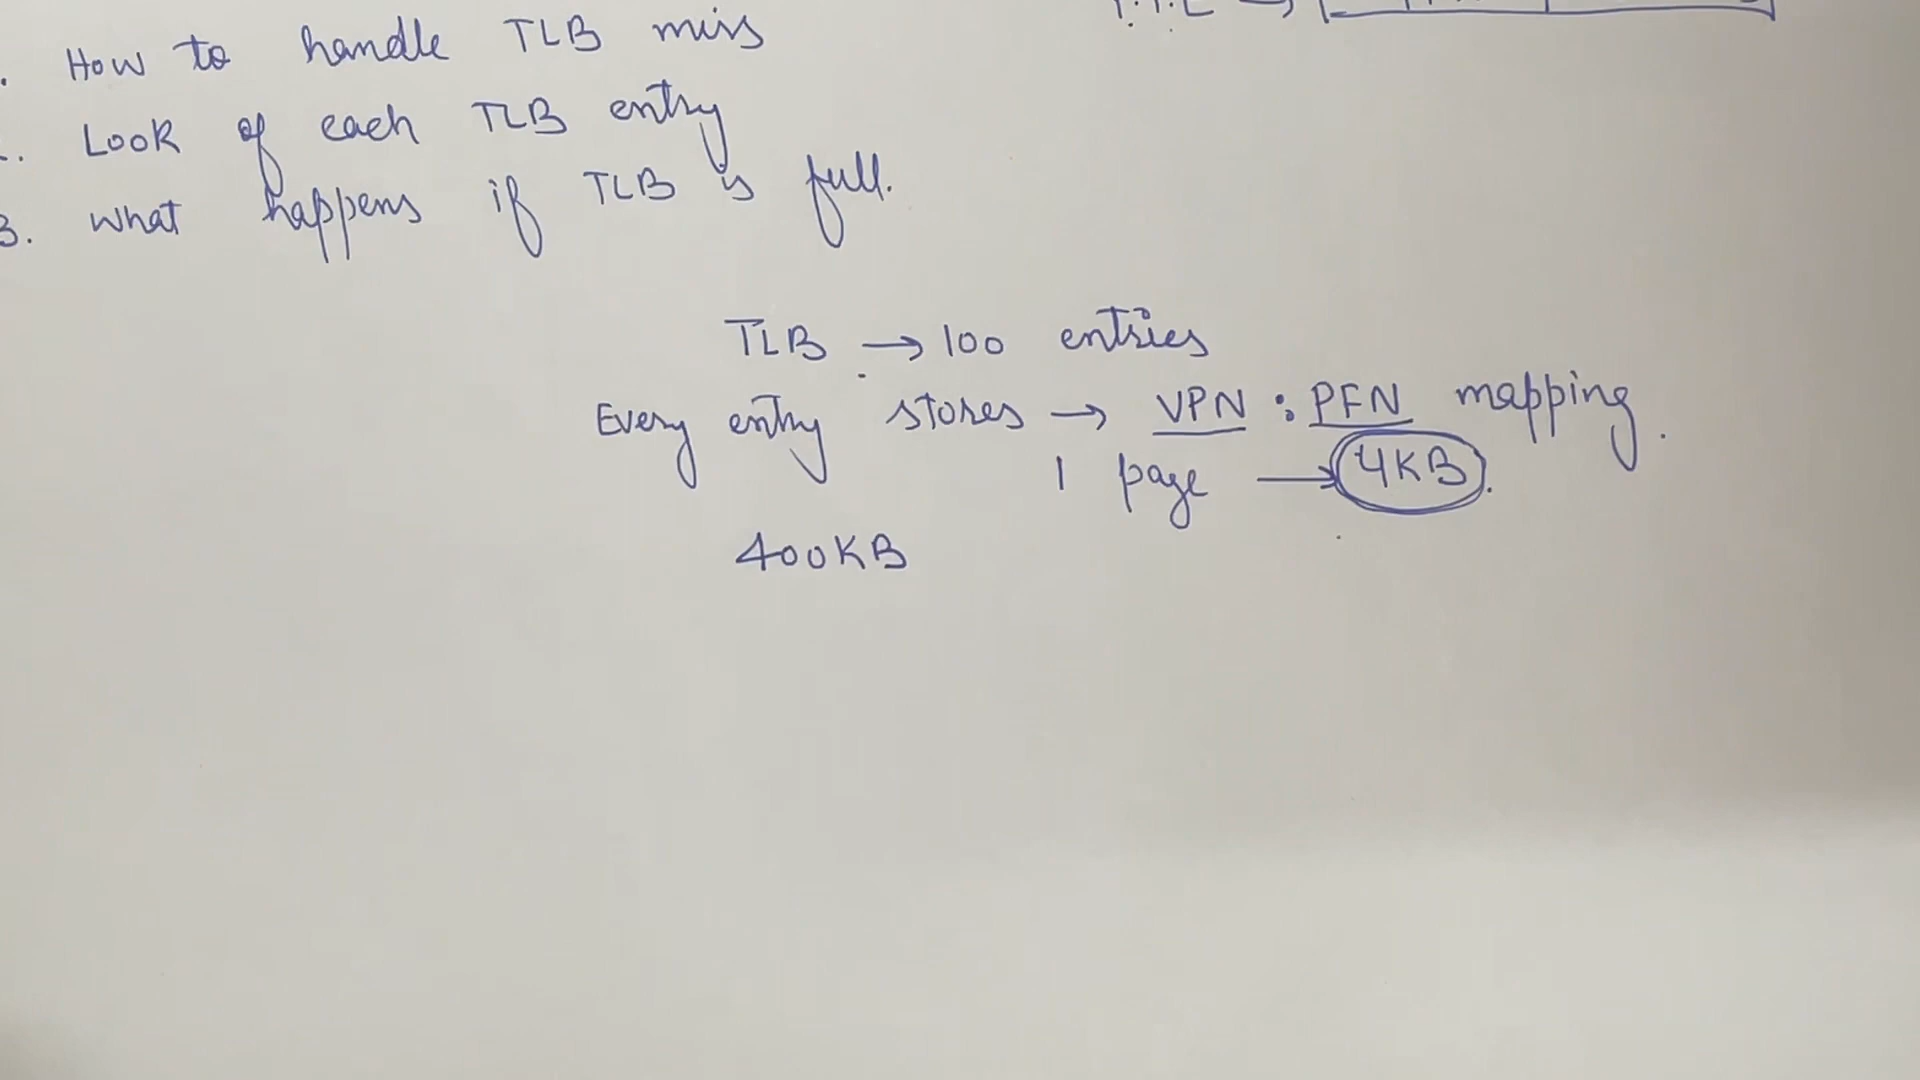 . How to handle TLB miss
. Look of each TLB entry
3. What happens if TLB is full.
TLB → 100 entries
Every entry stores → VPN : PFN mapping.
1 page → 4KB.
400KB